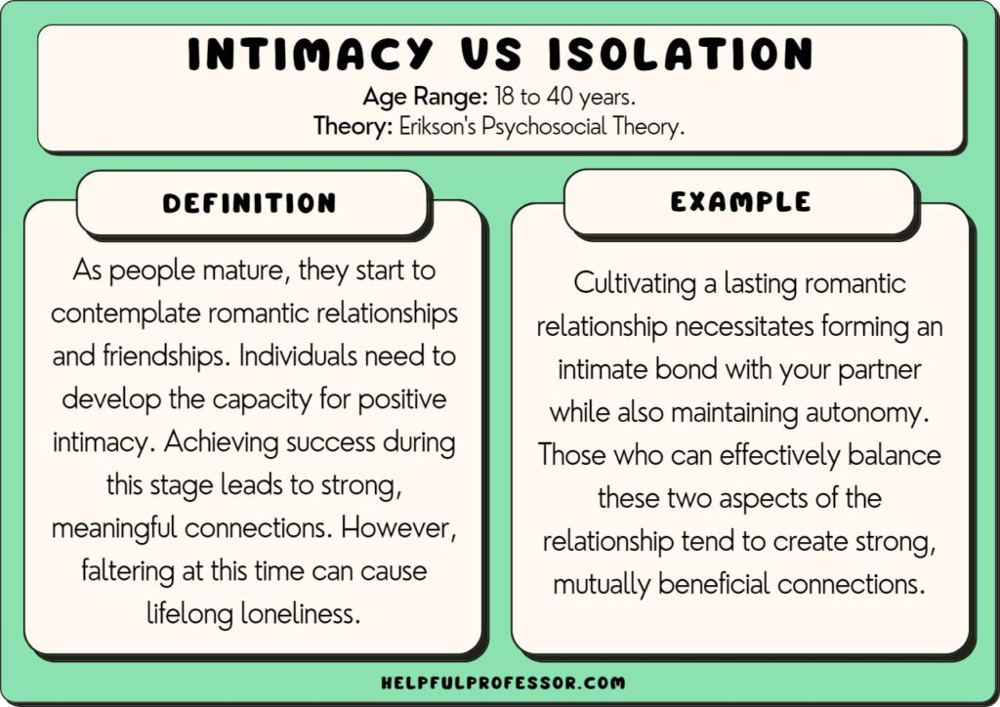 INTIMACY VS ISOLATION
Age Range: 18 to 40 years.
Theory: Erikson's Psychosocial Theory.
DEFINITION
As people mature, they start to
contemplate romantic relationships
and friendships. Individuals need to
develop the capacity for positive
intimacy. Achieving success during
this stage leads to strong,
meaningful connections. However,
faltering at this time can cause
lifelong loneliness.
EXAMPLE
Cultivating a lasting romantic
relationship necessitates forming an
intimate bond with your partner
while also maintaining autonomy.
Those who can effectively balance
these two aspects of the
relationship tend to create strong,
mutually beneficial connections.
HELPFULPROFESSOR.COM